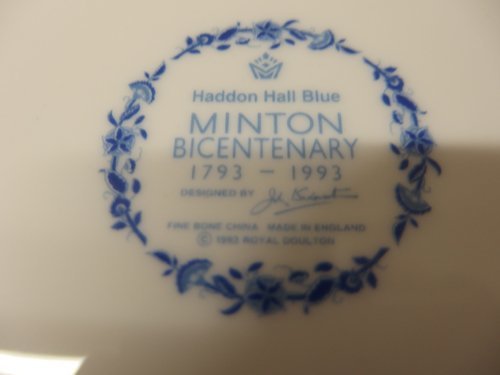 Haddon Hall Blue
MINTON
BICENTENARY
1793 - 1993
DESIGNED BY
FINE BONE CHINA MADE IN ENGLAND
© 1993 ROYAL DOULTON